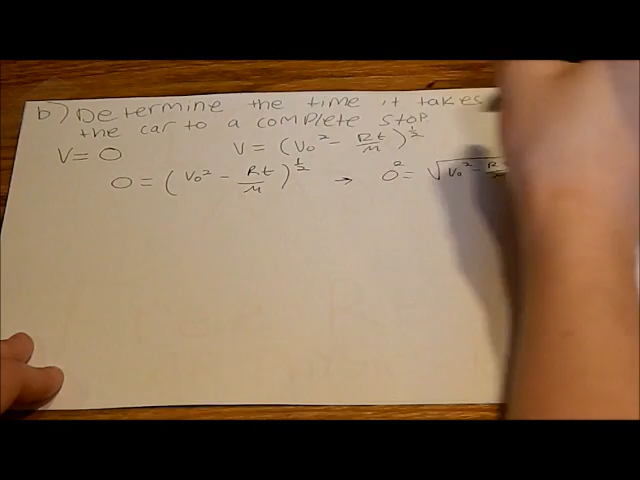 b) Determine the time it takes
the car to a complete stop
V = 0 V = (V₀² - Rt/m)^½
0 = (V₀² - Rt/m)^½ → 0² = √V₀² - R